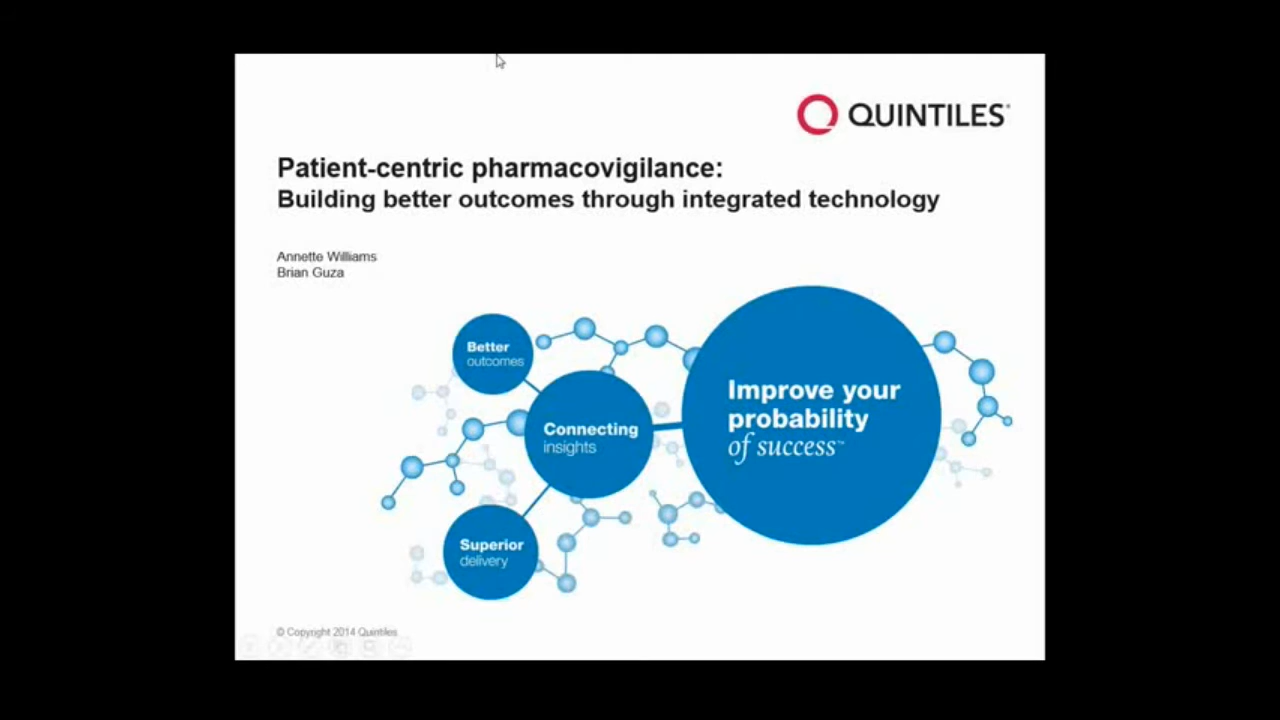 QUINTILES®
Patient-centric pharmacovigilance:
Building better outcomes through integrated technology
Annette Williams
Brian Guza
Better
outcomes
Connecting
insights
Superior
delivery
Improve your
probability
of success™
© Copyright 2014 Quintiles